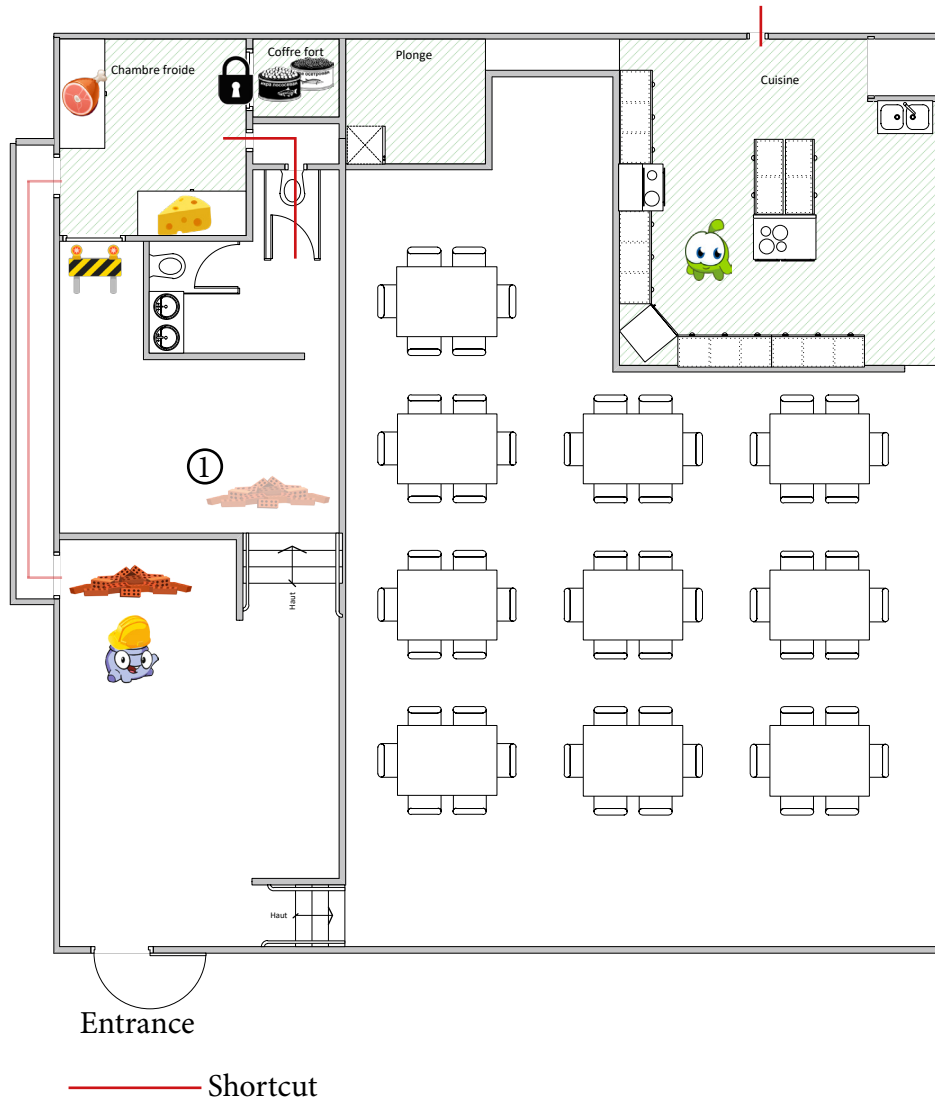 Coffre fort
Plonge
Chambre froide
Cuisine
1
Haut
Haut
Entrance
Shortcut